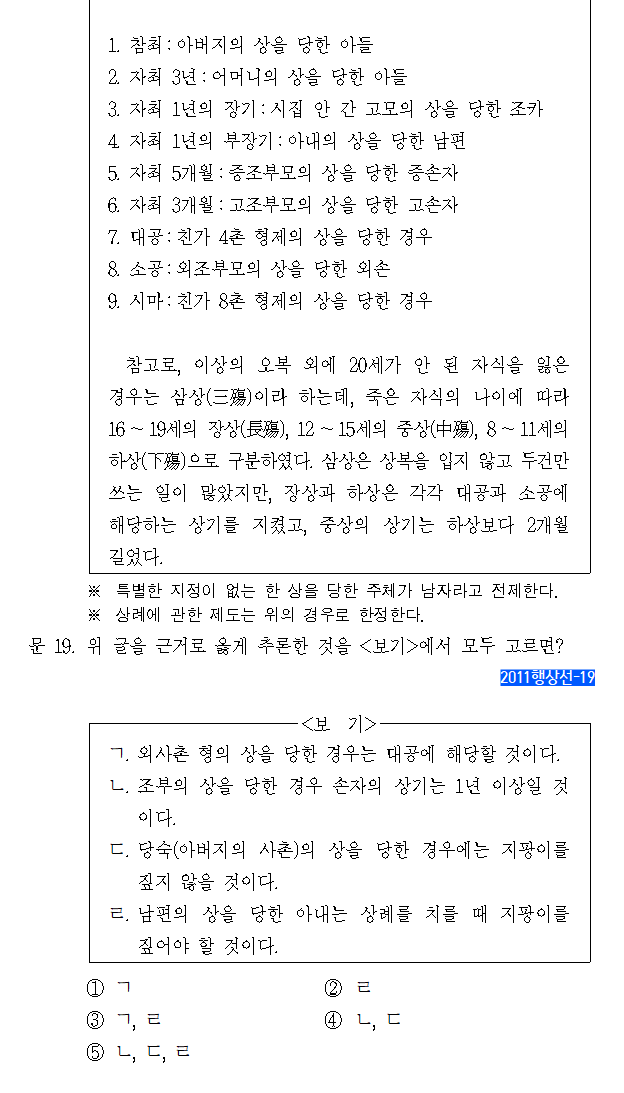 1. 참최 : 아버지의 상을 당한 아들
2. 자최 3년 : 어머니의 상을 당한 아들
3. 자최 1년의 장기 : 시집 안 간 고모의 상을 당한 조카
4. 자최 1년의 부장기 : 아내의 상을 당한 남편
5. 자최 5개월 : 증조부모의 상을 당한 증손자
6. 자최 3개월 : 고조부모의 상을 당한 고손자
7. 대공 : 친가 4촌 형제의 상을 당한 경우
8. 소공 : 외조부모의 상을 당한 외손
9. 시마 : 친가 8촌 형제의 상을 당한 경우
참고로, 이상의 오복 외에 20세가 안 된 자식을 잃은
경우는 삼상(三殤)이라 하는데, 죽은 자식의 나이에 따라
16 ~ 19세의 장상(長殤), 12 ~ 15세의 중상(中殤), 8 ~ 11세의
하상(下殤)으로 구분하였다. 삼상은 상복을 입지 않고 두건만
쓰는 일이 많았지만, 장상과 하상은 각각 대공과 소공에
해당하는 상기를 지켰고, 중상의 상기는 하상보다 2개월
길었다.
※ 특별한 지정이 없는 한 상을 당한 주체가 남자라고 전제한다.
※ 상례에 관한 제도는 위의 경우로 한정한다.
문 19. 위 글을 근거로 옳게 추론한 것을 <보기>에서 모두 고르면?
2011행상선-19
<보 기>
ㄱ. 외사촌 형의 상을 당한 경우는 대공에 해당할 것이다.
ㄴ. 조부의 상을 당한 경우 손자의 상기는 1년 이상일 것
이다.
ㄷ. 당숙(아버지의 사촌)의 상을 당한 경우에는 지팡이를
짚지 않을 것이다.
ㄹ. 남편의 상을 당한 아내는 상례를 치를 때 지팡이를
짚어야 할 것이다.
① ㄱ ② ㄹ
③ ㄱ, ㄹ ④ ㄴ, ㄷ
⑤ ㄴ, ㄷ, ㄹ